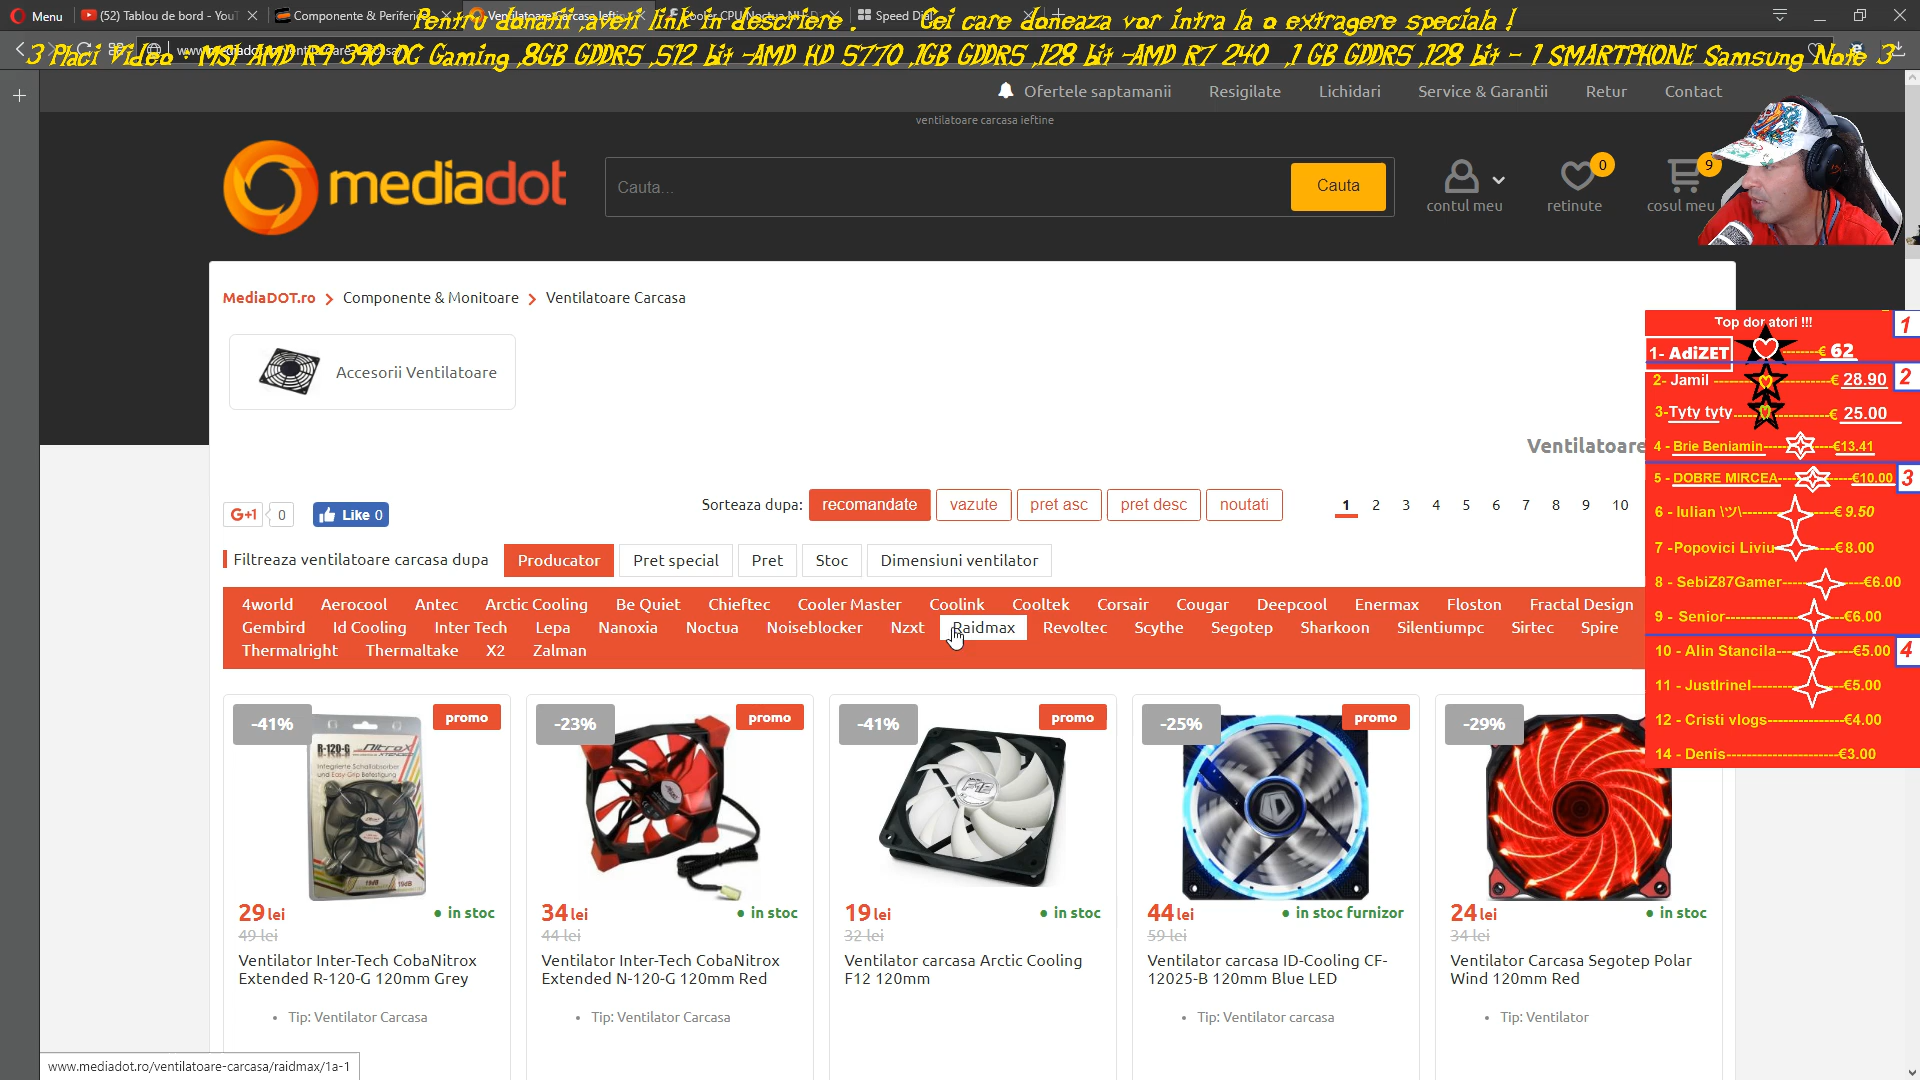 Menu
(52) Tablou de bord - YouT
Componente & Periferic
Ventilatoare carcasa ieftin
Cooler CPU Noctua NH-D
Speed Dial
Pentru donatii ,aveti link in descriere . Cei care doneaza vor intra la o extragere speciala !
3 Placi Video - MSI AMD R9 390 OC Gaming ,8GB GDDR5 ,512 bit -AMD HD 5770 ,1GB GDDR5 ,128 bit -AMD R7 240 ,1 GB GDDR5 ,128 bit - 1 SMARTPHONE Samsung Note 3
Ofertele saptamanii
Resigilate
Lichidari
Service & Garantii
Retur
Contact
ventilatoare carcasa ieftine
mediadot
Cauta...
Cauta
contul meu
0
retinute
9
cosul meu
MediaDOT.ro > Componente & Monitoare > Ventilatoare Carcasa
Accesorii Ventilatoare
Ventilatoare
G+1 0
Like 0
Sorteaza dupa: recomandate vazute pret asc pret desc noutati
1 2 3 4 5 6 7 8 9 10
Filtreaza ventilatoare carcasa dupa Producator Pret special Pret Stoc Dimensiuni ventilator
4world Aerocool Antec Arctic Cooling Be Quiet Chieftec Cooler Master Coolink Cooltek Corsair Cougar Deepcool Enermax Floston Fractal Design
Gembird Id Cooling Inter Tech Lepa Nanoxia Noctua Noiseblocker Nzxt Raidmax Revoltec Scythe Segotep Sharkoon Silentiumpc Sirtec Spire
Thermalright Thermaltake X2 Zalman
-41%
promo
R-120-G NitroX
29 lei
in stoc
49 lei
Ventilator Inter-Tech CobaNitrox
Extended R-120-G 120mm Grey
Tip: Ventilator Carcasa
-23%
promo
34 lei
in stoc
44 lei
Ventilator Inter-Tech CobaNitrox
Extended N-120-G 120mm Red
Tip: Ventilator Carcasa
-41%
promo
F12
19 lei
in stoc
32 lei
Ventilator carcasa Arctic Cooling
F12 120mm
-25%
promo
44 lei
in stoc furnizor
59 lei
Ventilator carcasa ID-Cooling CF-
12025-B 120mm Blue LED
Tip: Ventilator carcasa
-29%
24 lei
in stoc
34 lei
Ventilator Carcasa Segotep Polar
Wind 120mm Red
Tip: Ventilator
Top donatori !!!
1
1- AdiZET--------€ 62
2- Jamil ---€ 28.90
2
3-Tyty tyty---€ 25.00
4 - Brie Beniamin---€13.41
5 - DOBRE MIRCEA---€10.00
3
6 - Iulian \ツ\---€ 9.50
7 -Popovici Liviu---€8.00
8 - SebiZ87Gamer---€6.00
9 - Senior---€6.00
10 - Alin Stancila---€5.00
4
11 - JustIrinel---€5.00
12 - Cristi vlogs---€4.00
14 - Denis---€3.00
www.mediadot.ro/ventilatoare-carcasa/raidmax/1a-1